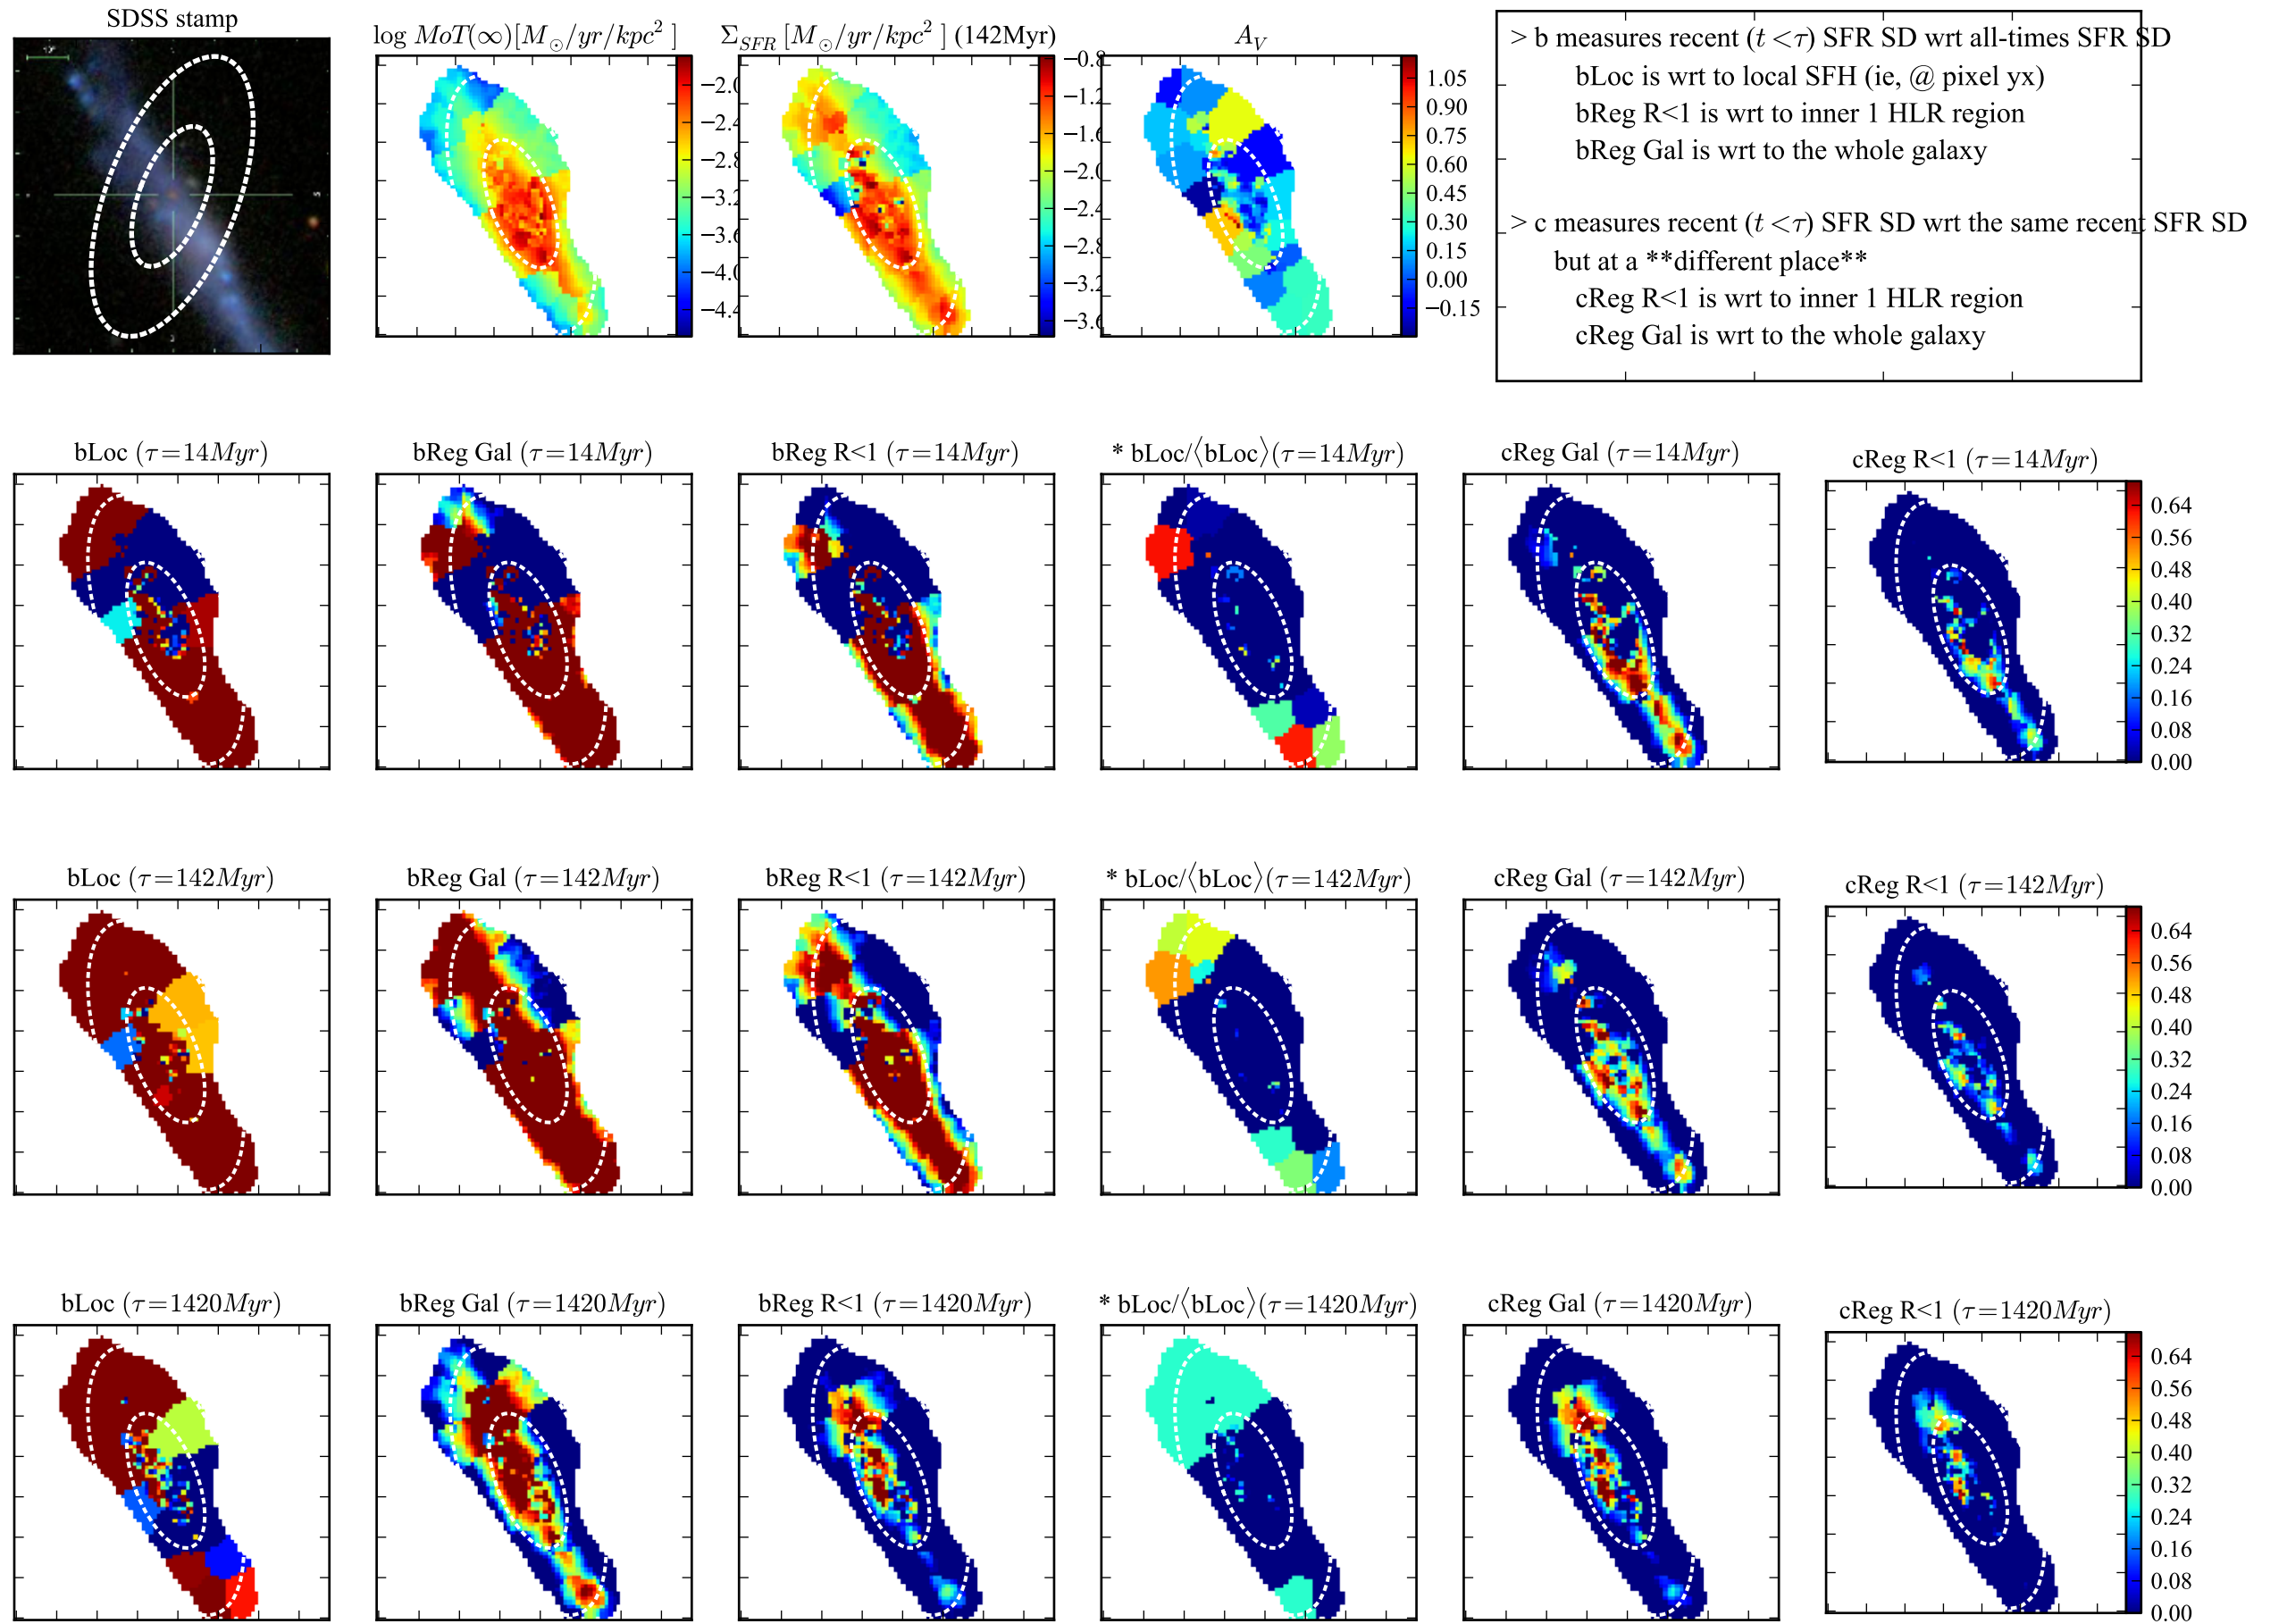 SDSS stamp
log MoT(∞)[M⊙/yr/kpc² ]
Σ_SFR [M⊙/yr/kpc² ] (142Myr)
A_V
−2.0
−2.4
−2.8
−3.2
−3.6
−4.0
−4.4
−0.8
−1.2
−1.6
−2.0
−2.4
−2.8
−3.2
−3.6
1.05
0.90
0.75
0.60
0.45
0.30
0.15
0.00
−0.15
> b measures recent (t <τ) SFR SD wrt all-times SFR SD
bLoc is wrt to local SFH (ie, @ pixel yx)
bReg R<1 is wrt to inner 1 HLR region
bReg Gal is wrt to the whole galaxy
> c measures recent (t <τ) SFR SD wrt the same recent SFR SD
but at a **different place**
cReg R<1 is wrt to inner 1 HLR region
cReg Gal is wrt to the whole galaxy
bLoc (τ=14Myr)
bReg Gal (τ=14Myr)
bReg R<1 (τ=14Myr)
* bLoc/⟨bLoc⟩(τ=14Myr)
cReg Gal (τ=14Myr)
cReg R<1 (τ=14Myr)
0.64
0.56
0.48
0.40
0.32
0.24
0.16
0.08
0.00
bLoc (τ=142Myr)
bReg Gal (τ=142Myr)
bReg R<1 (τ=142Myr)
* bLoc/⟨bLoc⟩(τ=142Myr)
cReg Gal (τ=142Myr)
cReg R<1 (τ=142Myr)
0.64
0.56
0.48
0.40
0.32
0.24
0.16
0.08
0.00
bLoc (τ=1420Myr)
bReg Gal (τ=1420Myr)
bReg R<1 (τ=1420Myr)
* bLoc/⟨bLoc⟩(τ=1420Myr)
cReg Gal (τ=1420Myr)
cReg R<1 (τ=1420Myr)
0.64
0.56
0.48
0.40
0.32
0.24
0.16
0.08
0.00